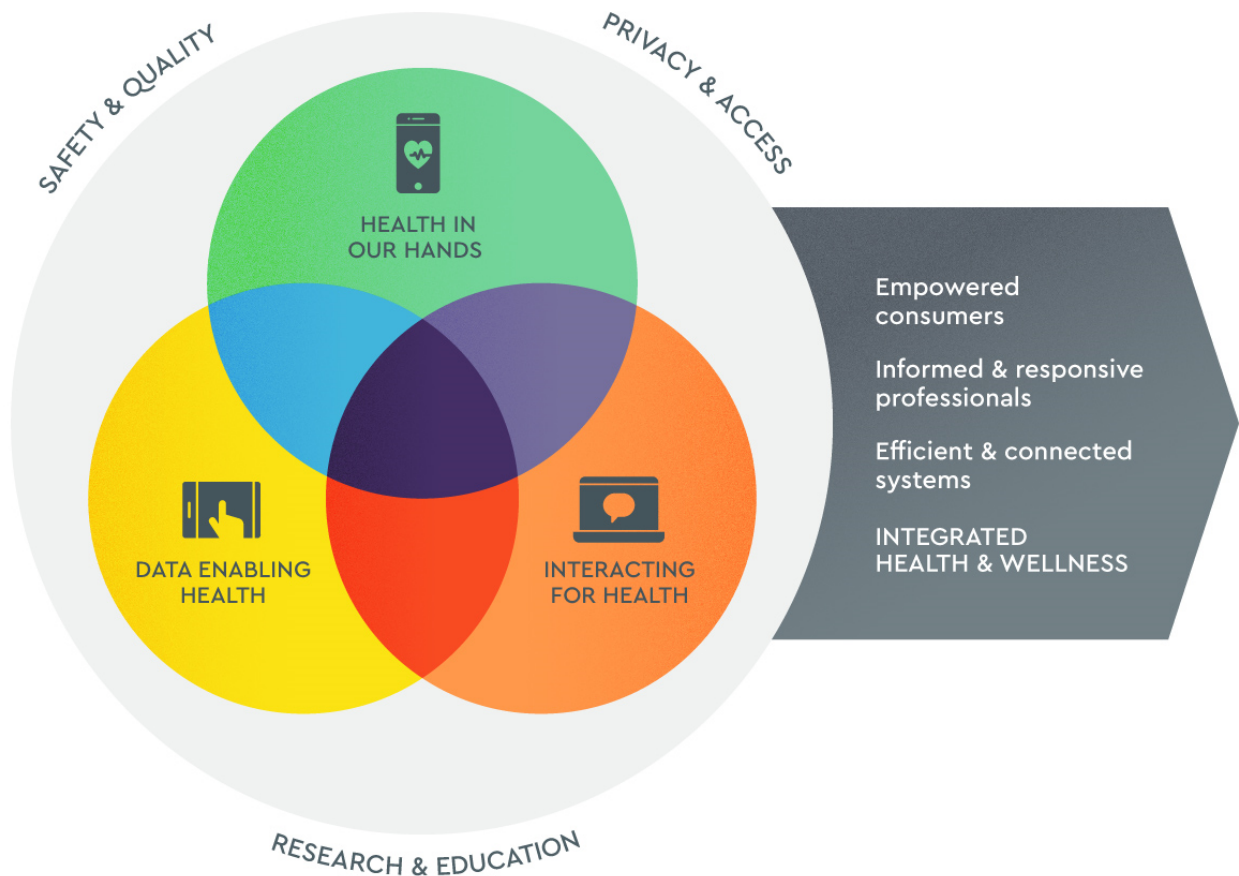 SAFETY & QUALITY
PRIVACY & ACCESS
HEALTH IN
OUR HANDS
DATA ENABLING
HEALTH
INTERACTING
FOR HEALTH
RESEARCH & EDUCATION
Empowered
consumers
Informed & responsive
professionals
Efficient & connected
systems
INTEGRATED
HEALTH & WELLNESS